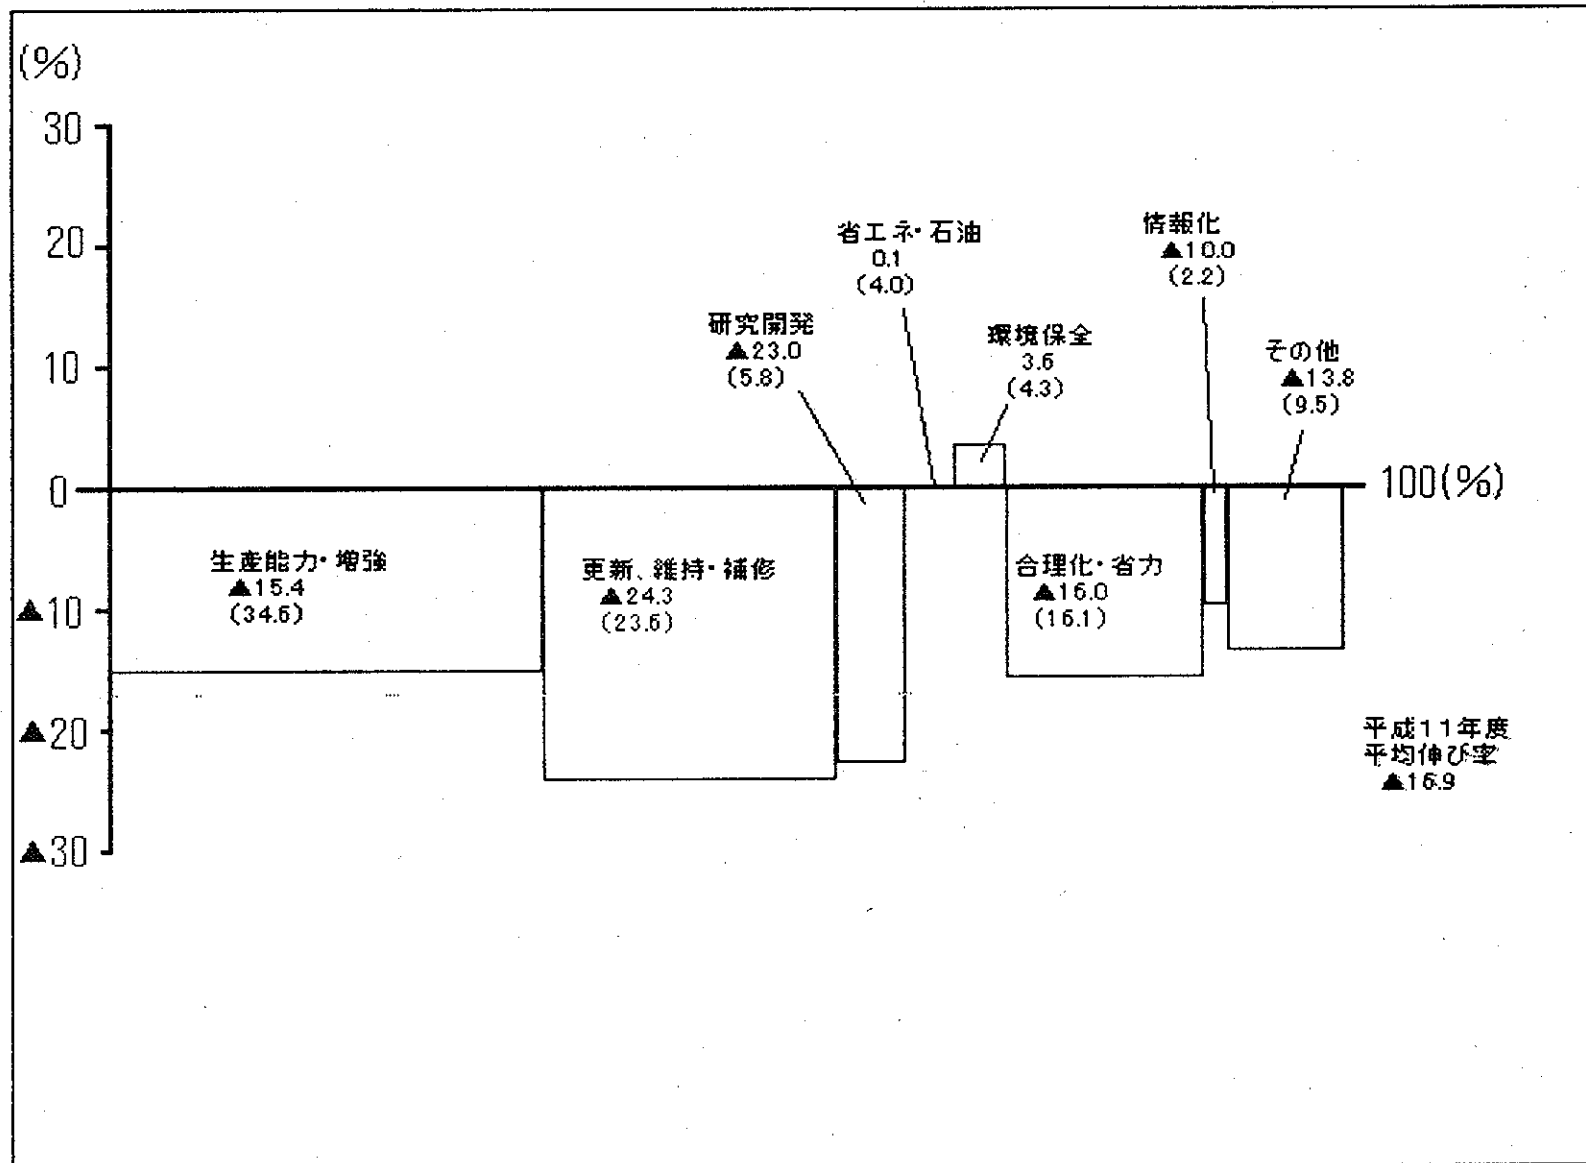 (%)
30
20
10
0
▲10
▲20
▲30
生産能力・増強
▲15.4
(34.6)
更新、維持・補修
▲24.3
(23.6)
研究開発
▲23.0
(5.8)
省エネ・石油
0.1
(4.0)
環境保全
3.6
(4.3)
合理化・省力
▲16.0
(16.1)
情報化
▲10.0
(2.2)
その他
▲13.8
(9.5)
100(%)
平成11年度
平均伸び率
▲16.9